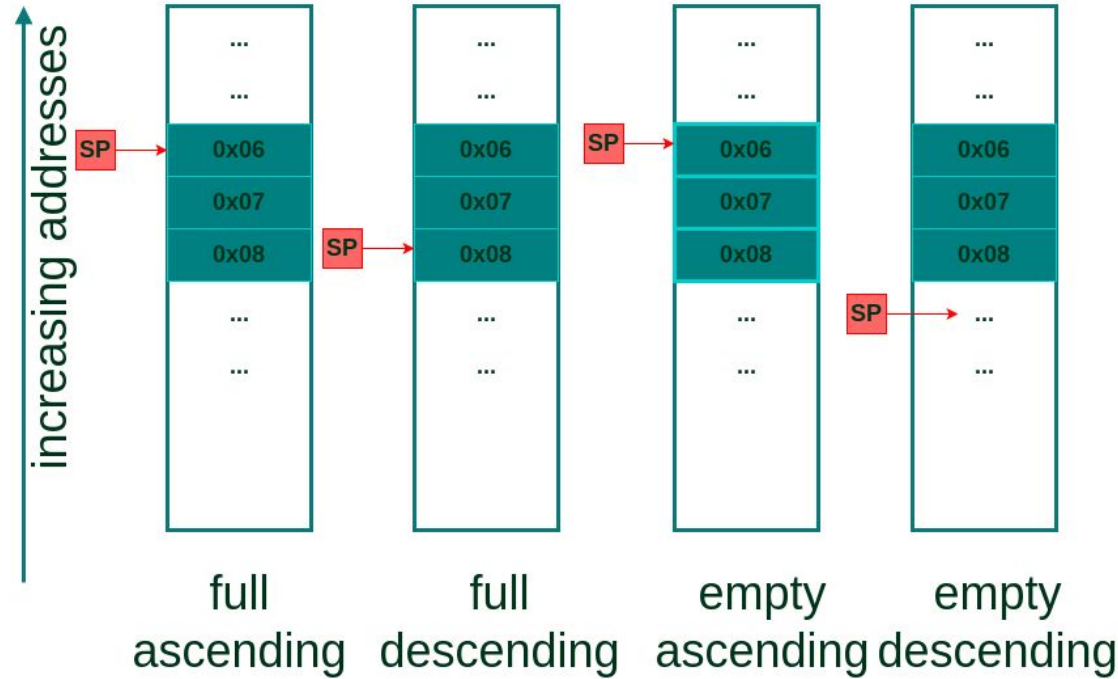 increasing addresses
...
...
SP
0x06
0x07
0x08
...
...
full
ascending
...
...
0x06
0x07
SP
0x08
...
...
full
descending
...
...
SP
0x06
0x07
0x08
...
...
empty
ascending
...
...
0x06
0x07
0x08
SP
...
...
empty
descending